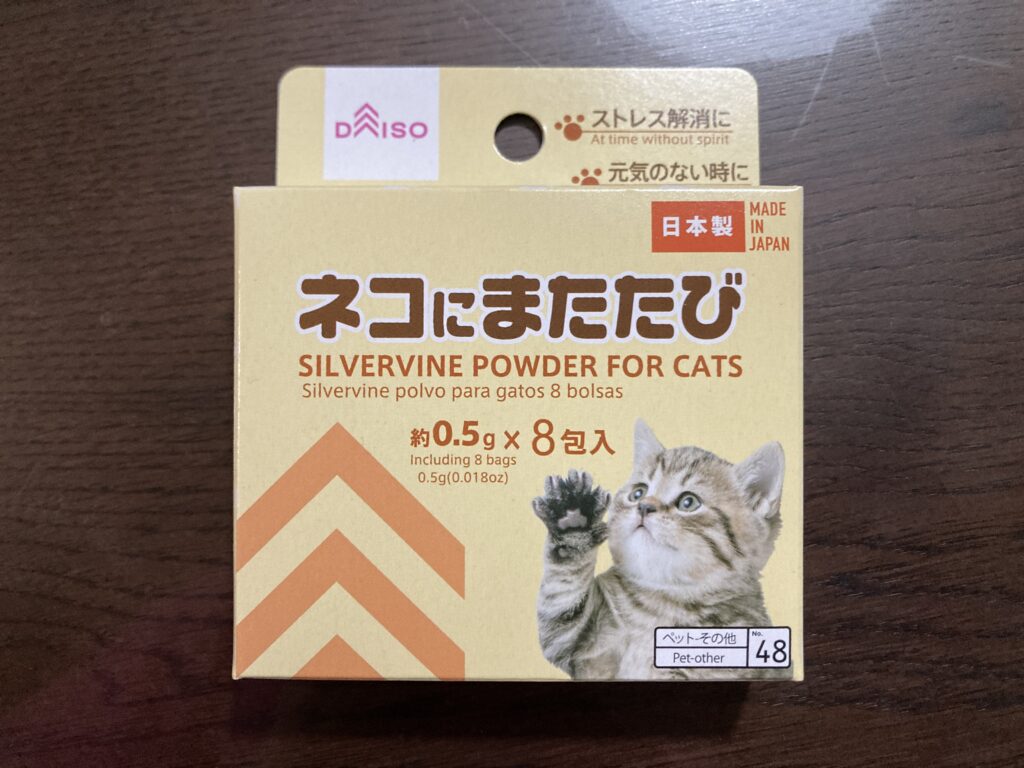 DAISO
ストレス解消に
At time without spirit
元気のない時に
日本製
MADE
IN
JAPAN
ネコにまたたび
SILVERVINE POWDER FOR CATS
Silvervine polvo para gatos 8 bolsas
約0.5g×8包入
Including 8 bags
0.5g(0.018oz)
ペット-その他
Pet-other
No.
48